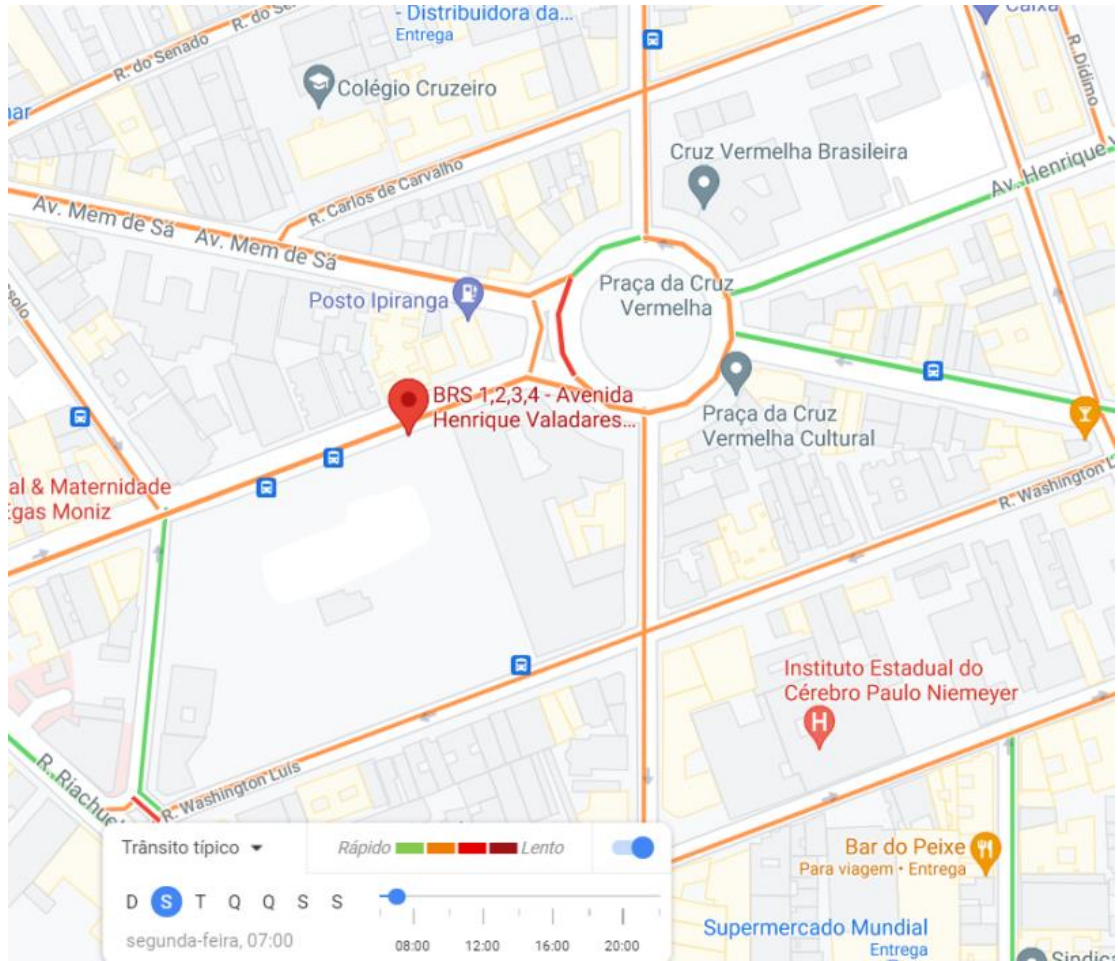 - Distribuidora da...
Entrega
Caixa
R. do Senado
R. do Senado
Colégio Cruzeiro
R. Dídimo
Cruz Vermelha Brasileira
Av. Henrique V
R. Carlos de Carvalho
Av. Mem de Sá
Av. Mem de Sá
Posto Ipiranga
Praça da Cruz
Vermelha
BRS 1,2,3,4 - Avenida
Henrique Valadares...
Praça da Cruz
Vermelha Cultural
al & Maternidade
Egas Moniz
R. Washington L
Instituto Estadual do
Cérebro Paulo Niemeyer
H
R. Riachue
R. Washington Luís
Trânsito típico
Rápido
Lento
D S T Q Q S S
segunda-feira, 07:00
08:00 12:00 16:00 20:00
Bar do Peixe
Para viagem • Entrega
Supermercado Mundial
Entrega
Sindica